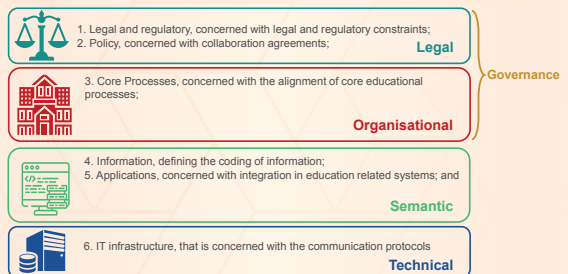 1. Legal and regulatory, concerned with legal and regulatory constraints;
2. Policy, concerned with collaboration agreements;
Legal
Governance
3. Core Processes, concerned with the alignment of core educational
processes;
Organisational
4. Information, defining the coding of information;
5. Applications, concerned with integration in education related systems; and
Semantic
6. IT infrastructure, that is concerned with the communication protocols
Technical